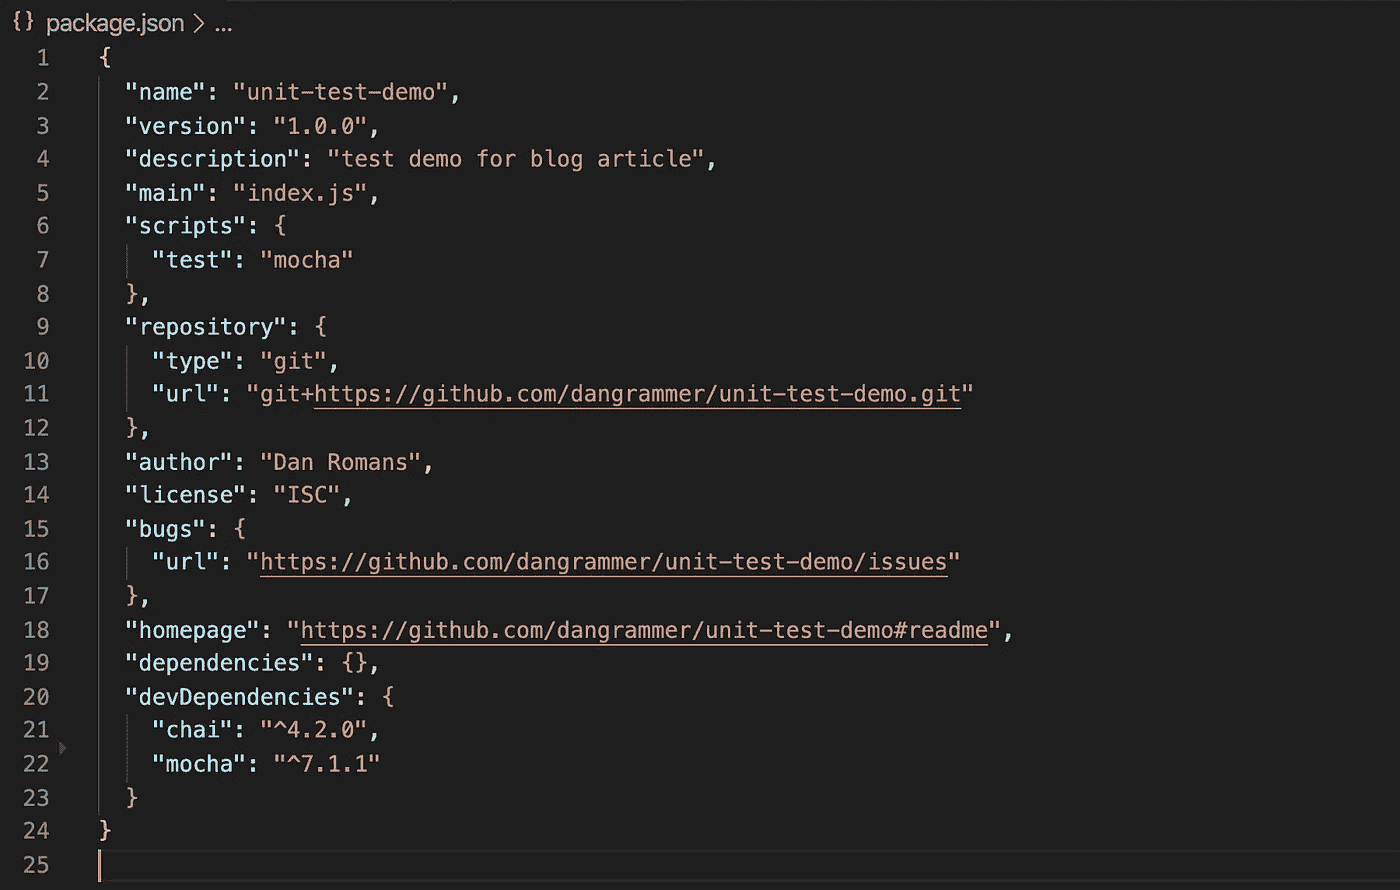 {} package.json > ...
1 {
2 "name": "unit-test-demo",
3 "version": "1.0.0",
4 "description": "test demo for blog article",
5 "main": "index.js",
6 "scripts": {
7 "test": "mocha"
8 },
9 "repository": {
10 "type": "git",
11 "url": "git+https://github.com/dangrammer/unit-test-demo.git"
12 },
13 "author": "Dan Romans",
14 "license": "ISC",
15 "bugs": {
16 "url": "https://github.com/dangrammer/unit-test-demo/issues"
17 },
18 "homepage": "https://github.com/dangrammer/unit-test-demo#readme",
19 "dependencies": {},
20 "devDependencies": {
21 "chai": "^4.2.0",
22 "mocha": "^7.1.1"
23 }
24 }
25